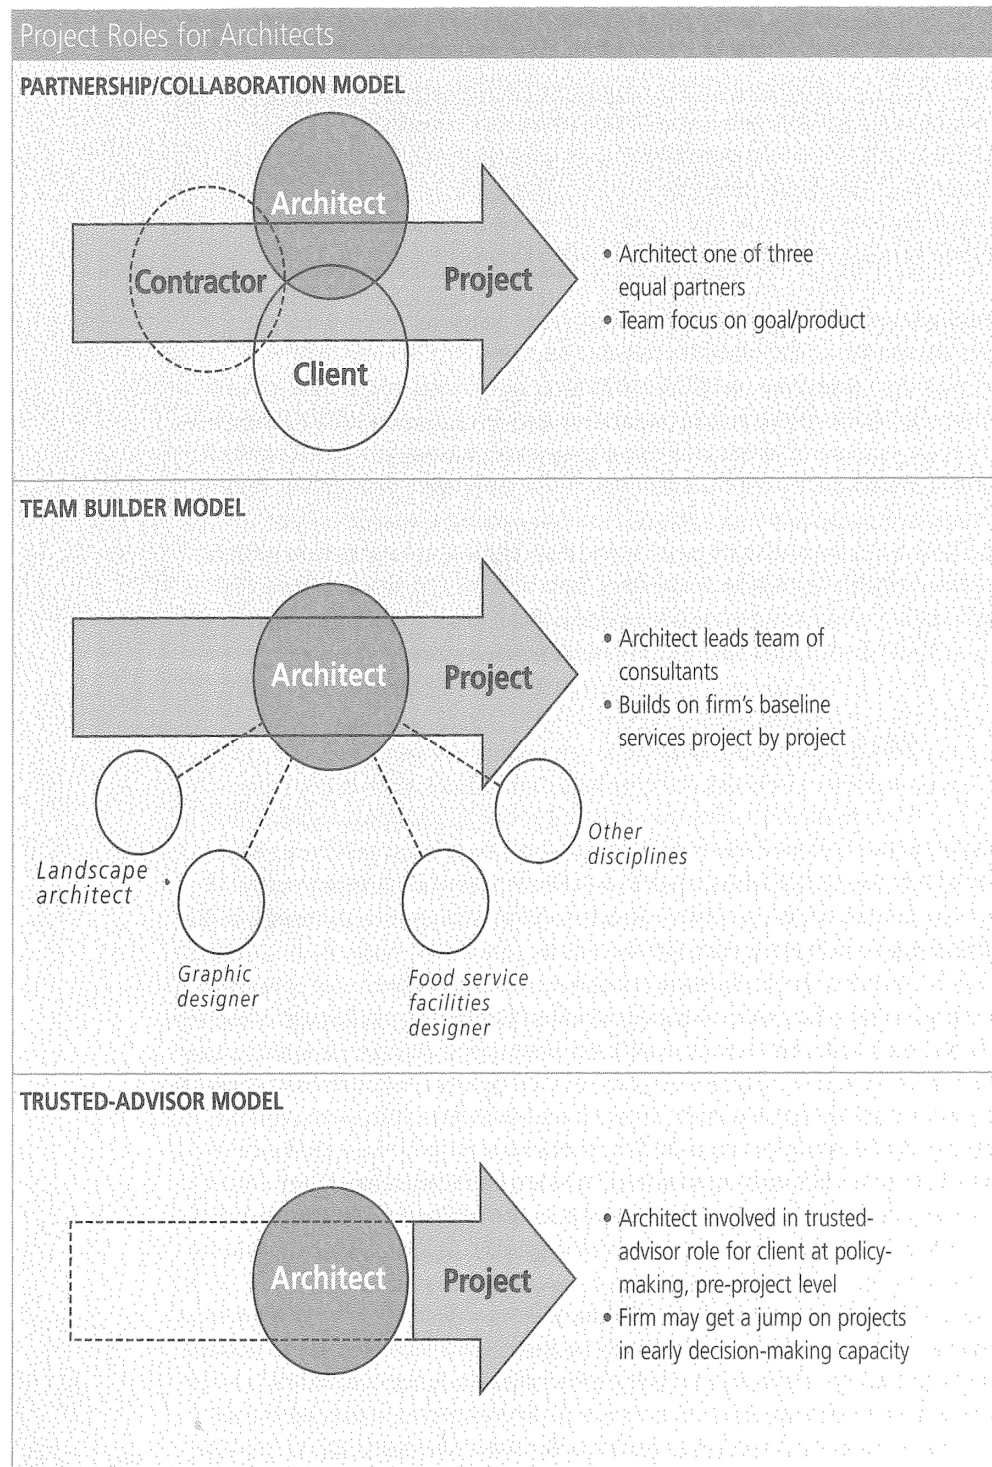 Project Roles for Architects
PARTNERSHIP/COLLABORATION MODEL
Architect
Contractor
Project
Client
• Architect one of three
equal partners
• Team focus on goal/product
TEAM BUILDER MODEL
Architect
Project
• Architect leads team of
consultants
• Builds on firm's baseline
services project by project
Landscape
architect
Graphic
designer
Food service
facilities
designer
Other
disciplines
TRUSTED-ADVISOR MODEL
Architect
Project
• Architect involved in trusted-
advisor role for client at policy-
making, pre-project level
• Firm may get a jump on projects
in early decision-making capacity